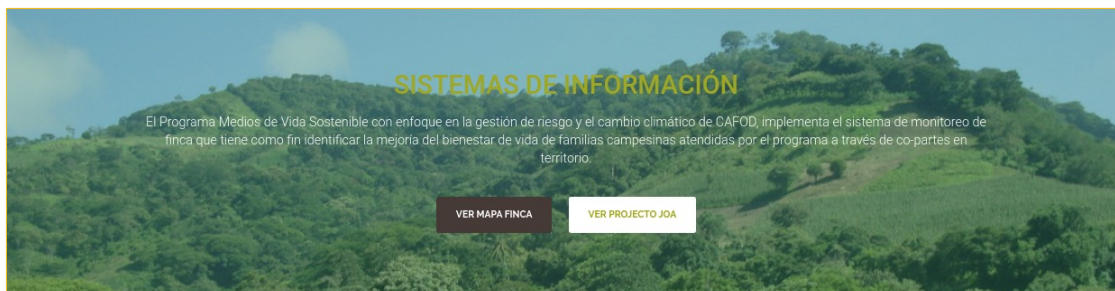 SISTEMAS DE INFORMACIÓN
El Programa Medios de Vida Sostenible con enfoque en la gestión de riesgo y el cambio climático de CAFOD, implementa el sistema de monitoreo de
finca que tiene como fin identificar la mejoría del bienestar de vida de familias campesinas atendidas por el programa a través de co-partes en
territorio.
VER MAPA FINCA VER PROJECTO JOA